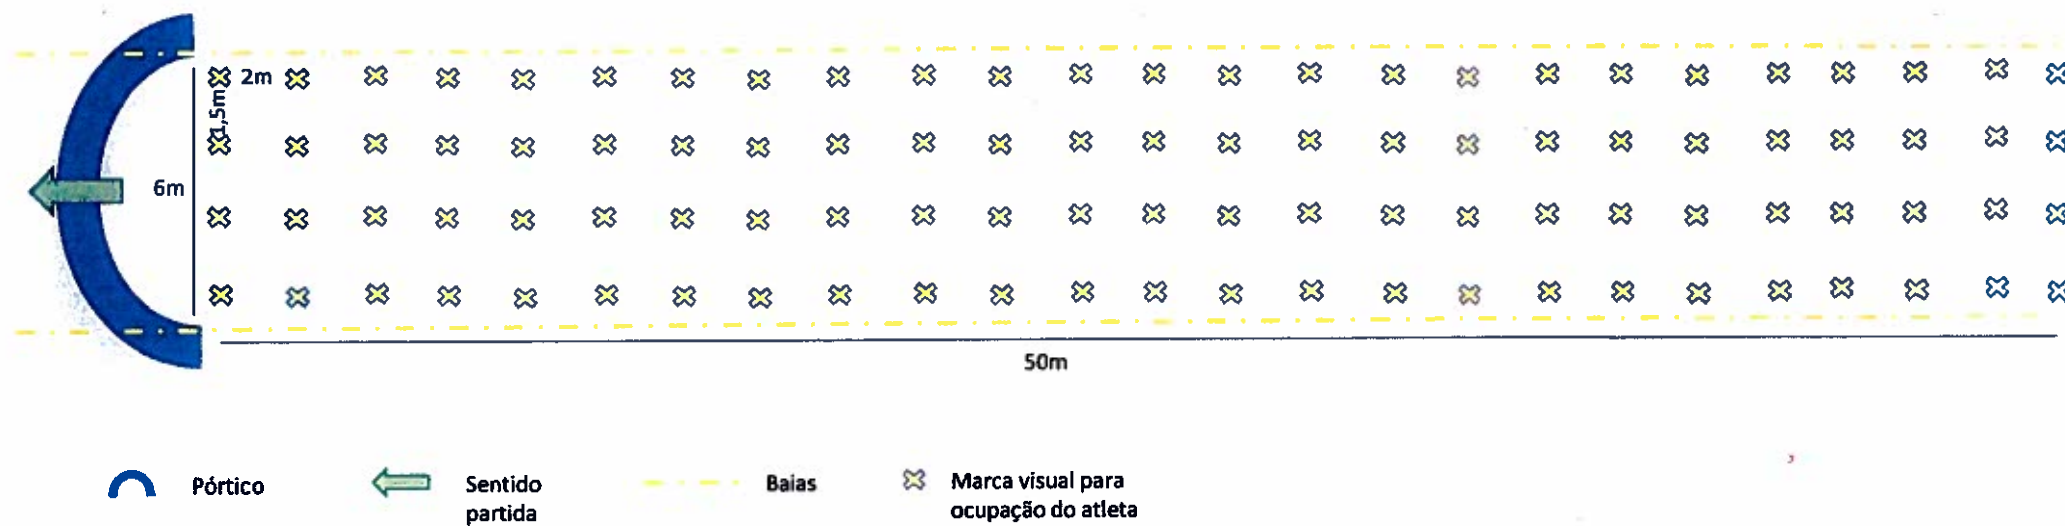 2m
1,5m
6m
50m
Pórtico
Sentido
partida
Baias
Marca visual para
ocupação do atleta